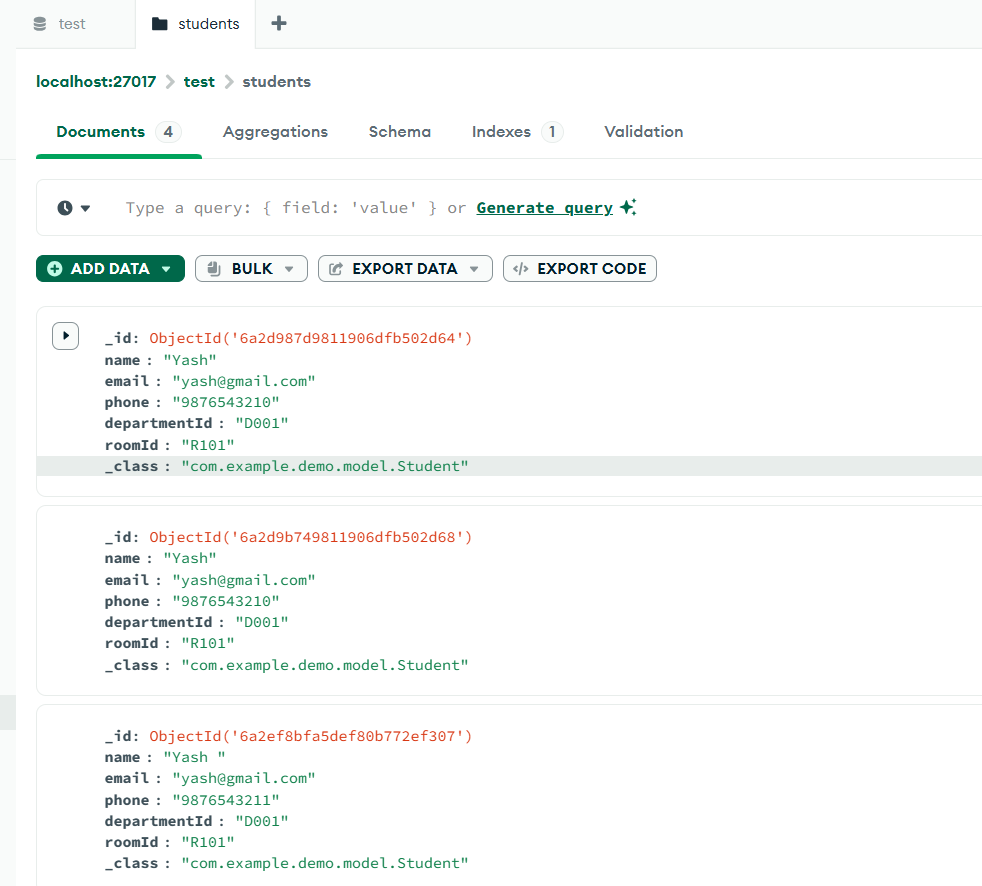 test students
localhost:27017 test students
Documents 4 Aggregations Schema Indexes 1 Validation
Type a query: { field: 'value' } or Generate query
ADD DATA BULK EXPORT DATA </> EXPORT CODE
_id: ObjectId('6a2d987d9811906dfb502d64')
name : "Yash"
email : "yash@gmail.com"
phone : "9876543210"
departmentId : "D001"
roomId : "R101"
_class : "com.example.demo.model.Student"
_id: ObjectId('6a2d9b749811906dfb502d68')
name : "Yash"
email : "yash@gmail.com"
phone : "9876543210"
departmentId : "D001"
roomId : "R101"
_class : "com.example.demo.model.Student"
_id: ObjectId('6a2ef8bfa5def80b772ef307')
name : "Yash "
email : "yash@gmail.com"
phone : "9876543211"
departmentId : "D001"
roomId : "R101"
_class : "com.example.demo.model.Student"